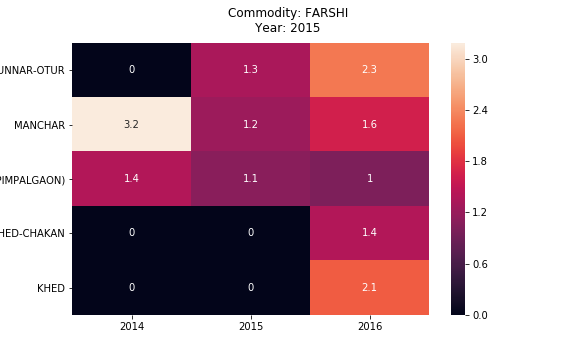 Commodity: FARSHI
Year: 2015
UNNAR-OTUR 0 1.3 2.3
MANCHAR 3.2 1.2 1.6
PIMPALGAON) 1.4 1.1 1
HED-CHAKAN 0 0 1.4
KHED 0 0 2.1
2014 2015 2016
3.0
2.4
1.8
1.2
0.6
0.0